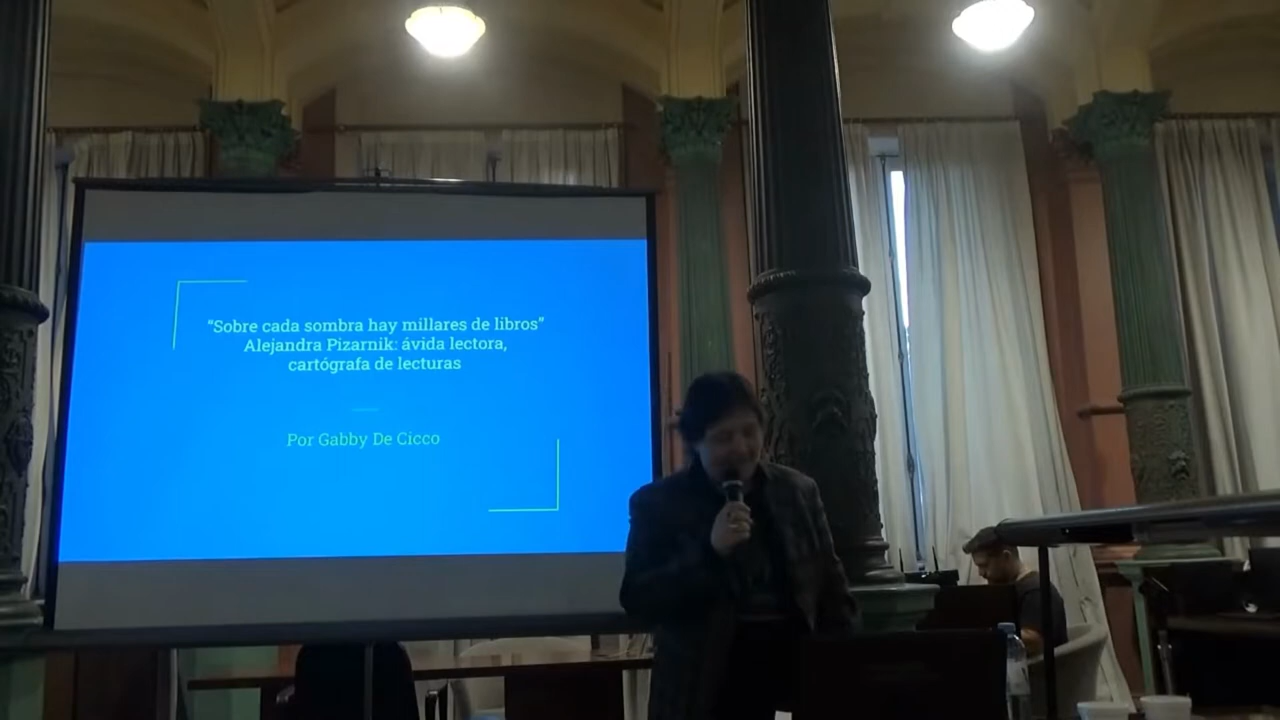 “Sobre cada sombra hay millares de libros”
Alejandra Pizarnik: ávida lectora,
cartógrafa de lecturas
Por Gabby De Cicco